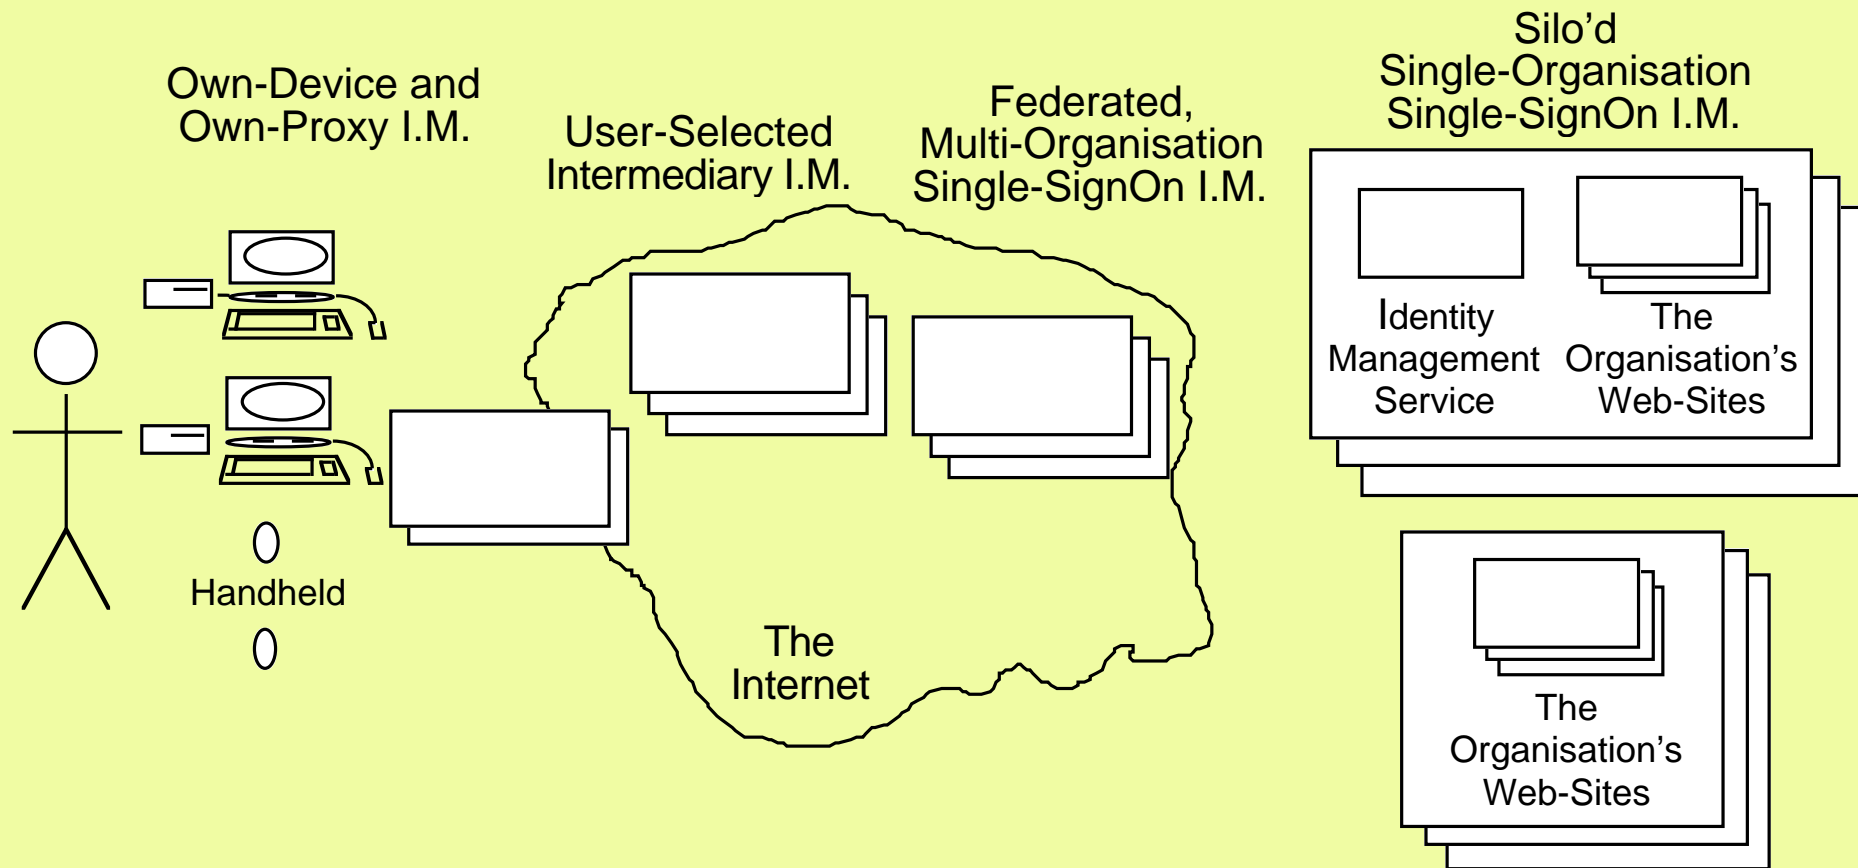 Own-Device and
Own-Proxy I.M.
User-Selected
Intermediary I.M.
Federated,
Multi-Organisation
Single-SignOn I.M.
Silo’d
Single-Organisation
Single-SignOn I.M.
Identity
Management
Service
The
Organisation’s
Web-Sites
Handheld
The
Internet
The
Organisation’s
Web-Sites